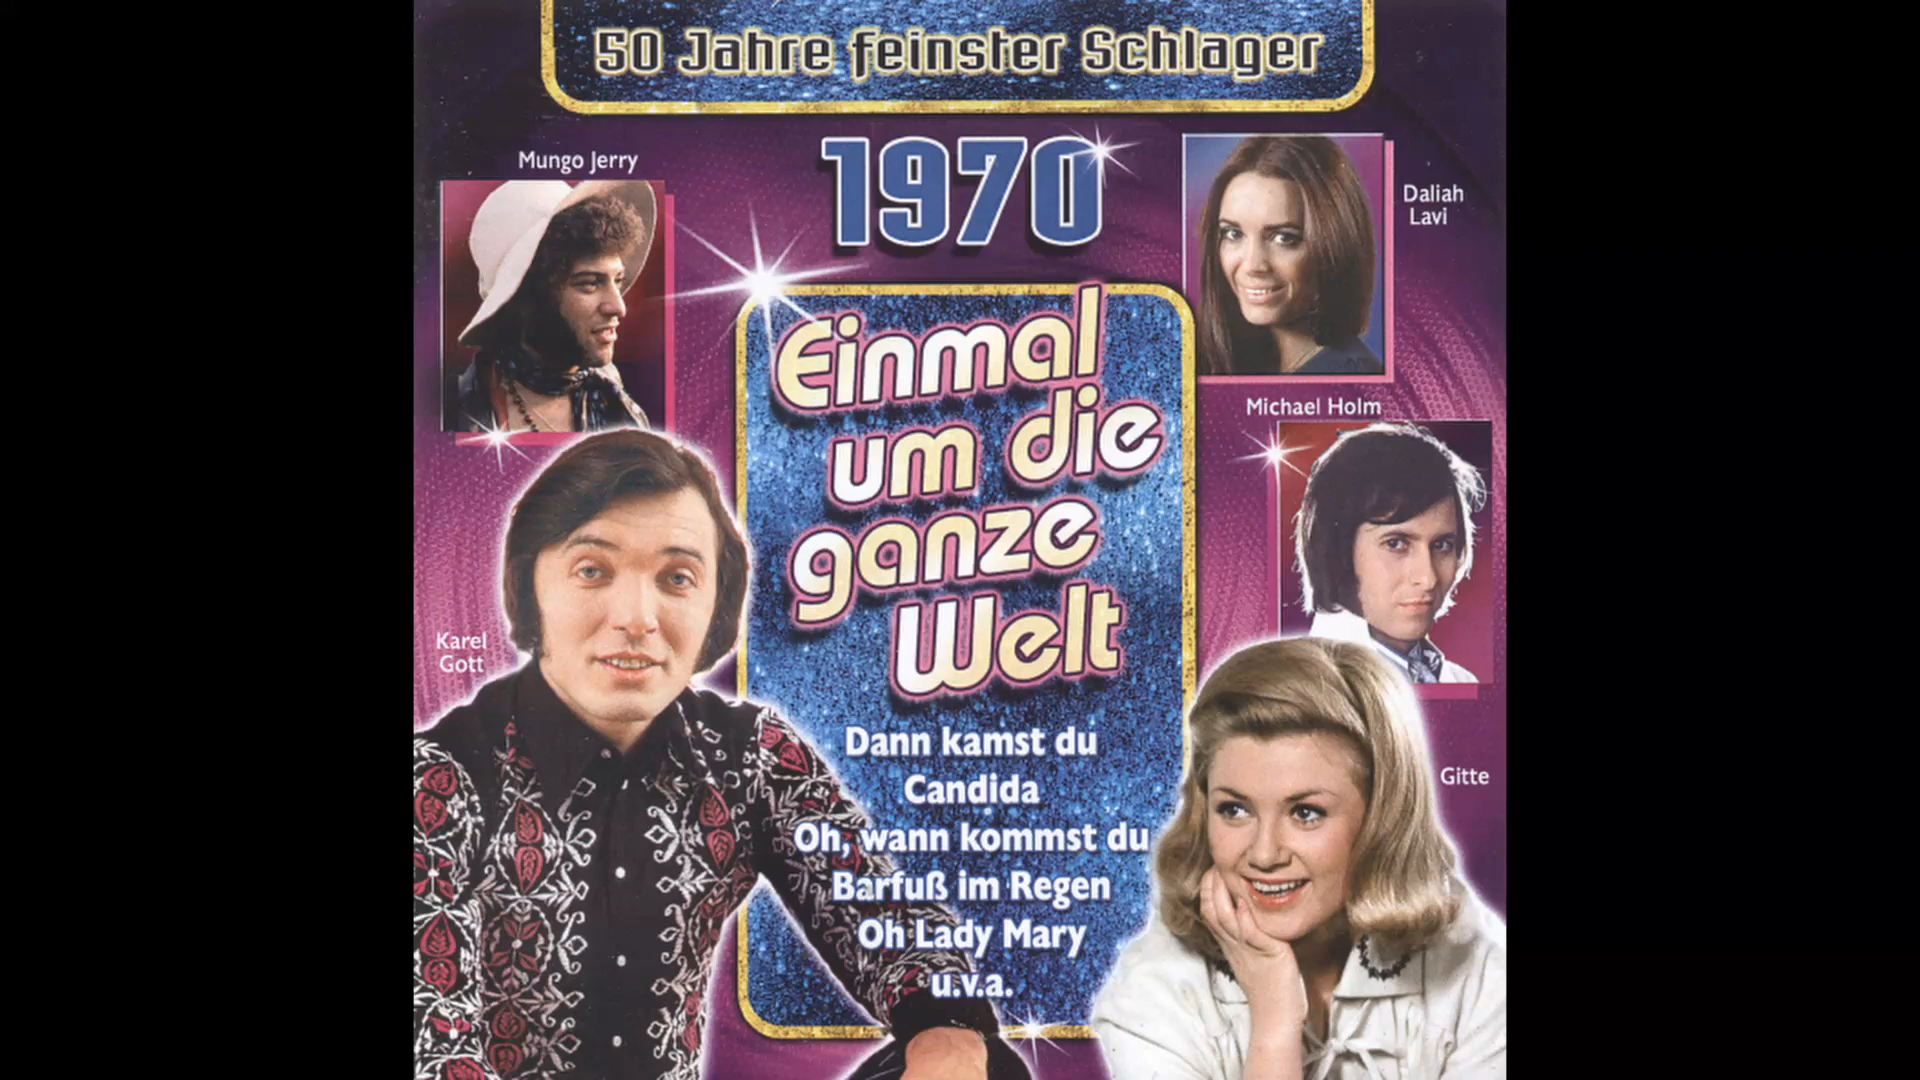 50 Jahre feinster Schlager
1970
Mungo Jerry
Daliah
Lavi
Einmal
um die
ganze
Welt
Michael Holm
Karel
Gott
Gitte
Dann kamst du
Candida
Oh, wann kommst du
Barfuß im Regen
Oh Lady Mary
u.v.a.